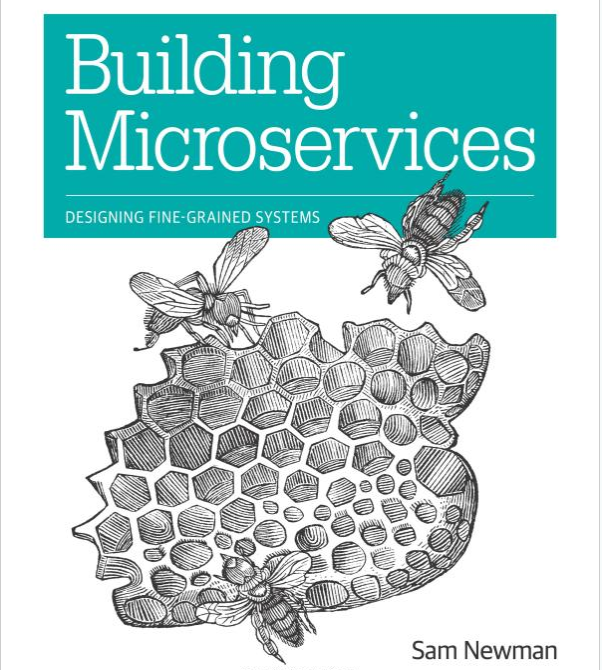 Building
Microservices
DESIGNING FINE-GRAINED SYSTEMS
Sam Newman